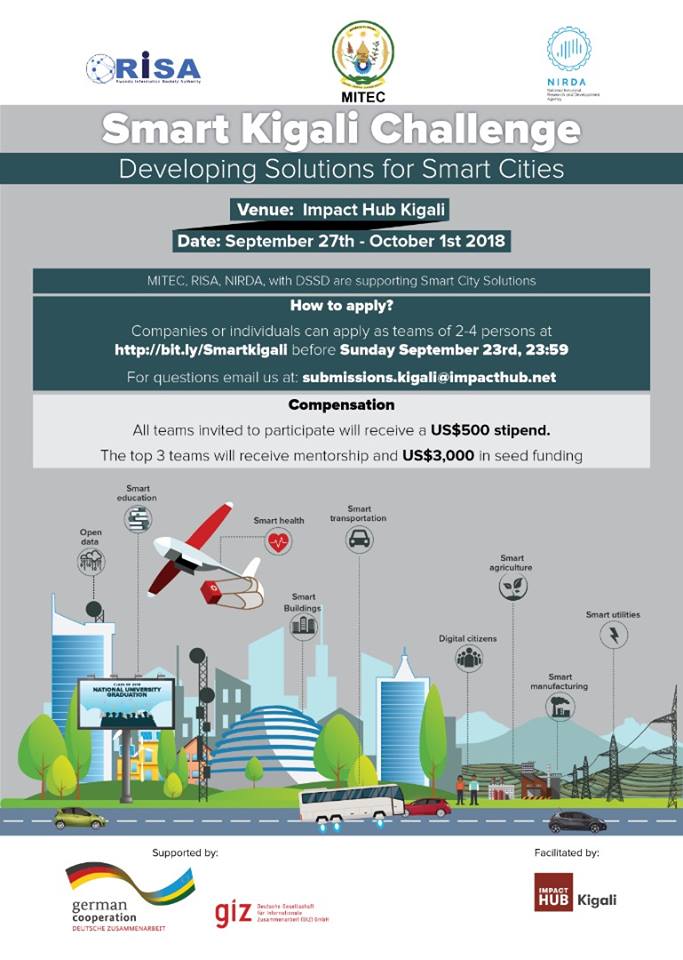 RISA
Rwanda Information Society Authority
MITEC
NIRDA
National Industrial
Research and Development
Agency
Smart Kigali Challenge
Developing Solutions for Smart Cities
Venue: Impact Hub Kigali
Date: September 27th - October 1st 2018
MITEC, RISA, NIRDA, with DSSD are supporting Smart City Solutions
How to apply?
Companies or individuals can apply as teams of 2-4 persons at
http://bit.ly/Smartkigali before Sunday September 23rd, 23:59
For questions email us at: submissions.kigali@impacthub.net
Compensation
All teams invited to participate will receive a US$500 stipend.
The top 3 teams will receive mentorship and US$3,000 in seed funding
Smart
education
Open
data
Smart health
Smart
transportation
Smart
Buildings
Smart
agriculture
Digital citizens
Smart utilities
Smart
manufacturing
CLASS OF 2018
NATIONAL UNIVERSITY
GRADUATION
Supported by:
Facilitated by:
german
cooperation
DEUTSCHE ZUSAMMENARBEIT
giz
Deutsche Gesellschaft
für Internationale
Zusammenarbeit (GIZ) GmbH
IMPACT
HUB
Kigali